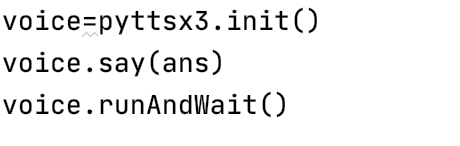 voice=pyttsx3.init()
voice.say(ans)
voice.runAndWait()